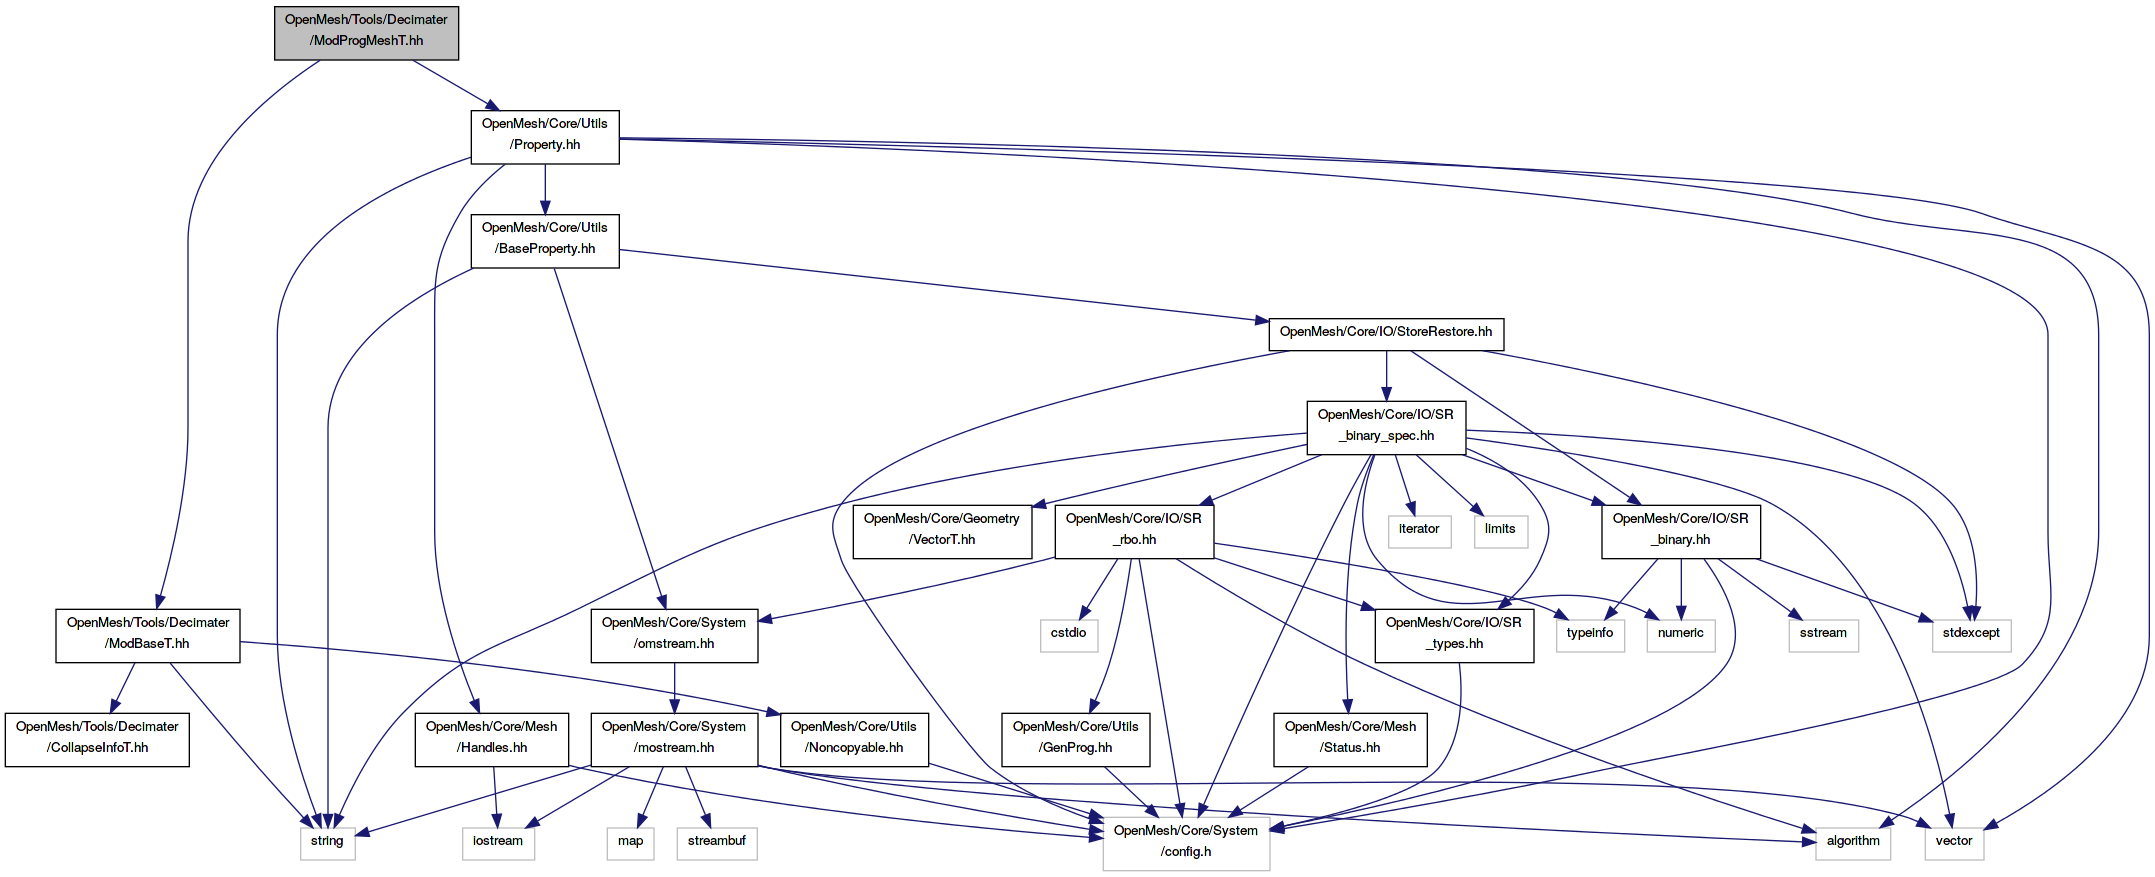 OpenMesh/Tools/Decimater
/ModProgMeshT.hh
OpenMesh/Core/Utils
/Property.hh
OpenMesh/Core/Utils
/BaseProperty.hh
OpenMesh/Core/IO/StoreRestore.hh
OpenMesh/Core/IO/SR
_binary_spec.hh
OpenMesh/Core/Geometry
/VectorT.hh
OpenMesh/Core/IO/SR
_rbo.hh
iterator
limits
OpenMesh/Core/IO/SR
_binary.hh
OpenMesh/Tools/Decimater
/ModBaseT.hh
OpenMesh/Core/System
/omstream.hh
cstdio
OpenMesh/Core/IO/SR
_types.hh
typeinfo
numeric
sstream
stdexcept
OpenMesh/Tools/Decimater
/CollapseInfoT.hh
OpenMesh/Core/Mesh
/Handles.hh
OpenMesh/Core/System
/mostream.hh
OpenMesh/Core/Utils
/Noncopyable.hh
OpenMesh/Core/Utils
/GenProg.hh
OpenMesh/Core/Mesh
/Status.hh
string
iostream
map
streambuf
OpenMesh/Core/System
/config.h
algorithm
vector